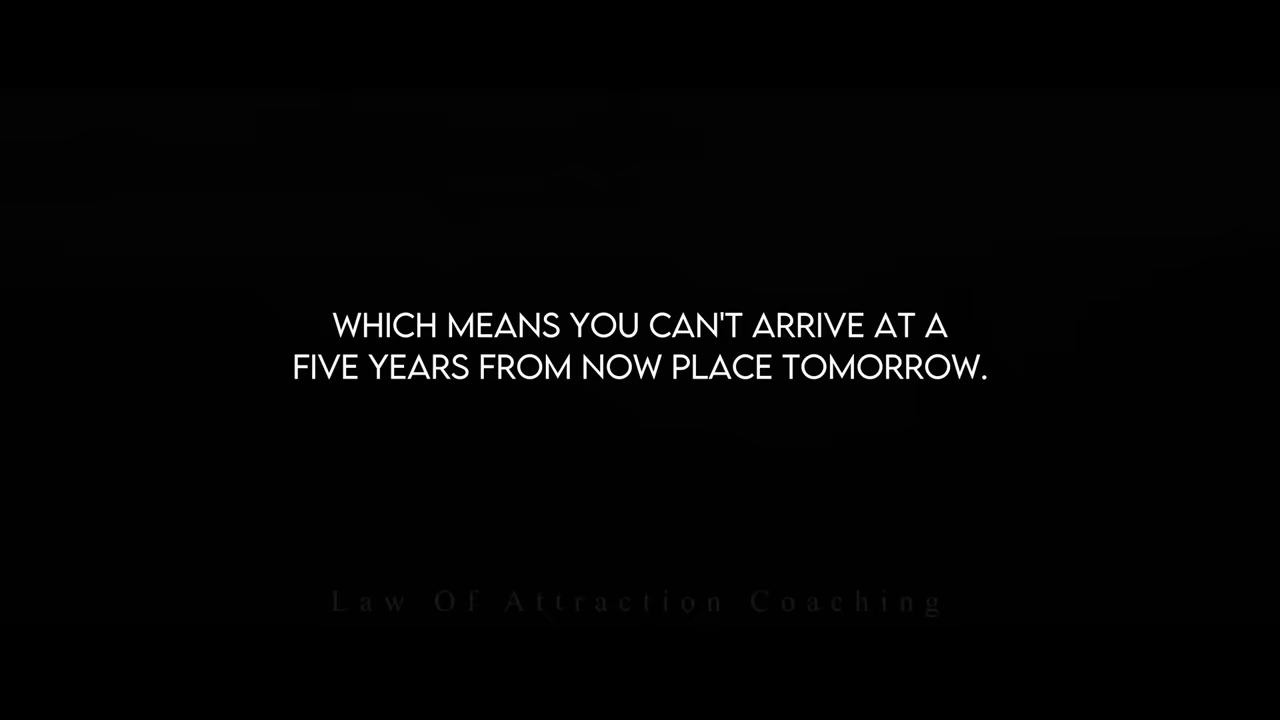 WHICH MEANS YOU CAN'T ARRIVE AT A
FIVE YEARS FROM NOW PLACE TOMORROW.
Law Of Attraction Coaching